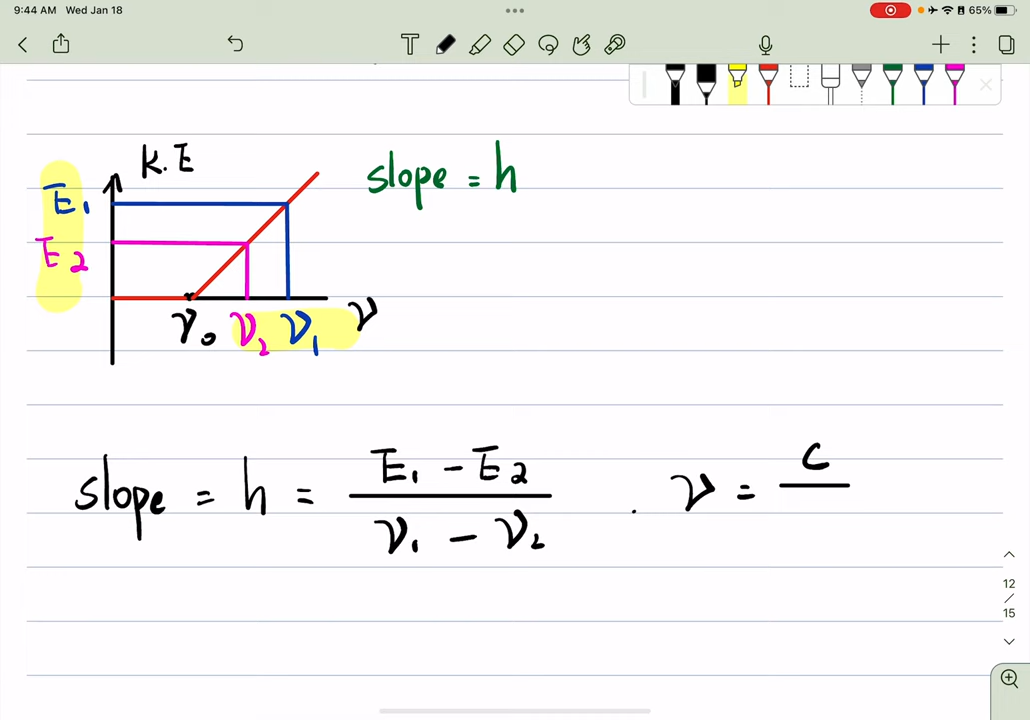 9:44 AM Wed Jan 18
65%
T
K.E
slope = h
E₁
E₂
ν₀ ν₂ ν₁ ν
slope = h = E₁ - E₂ / ν₁ - ν₂ . ν = c /
12
/
15